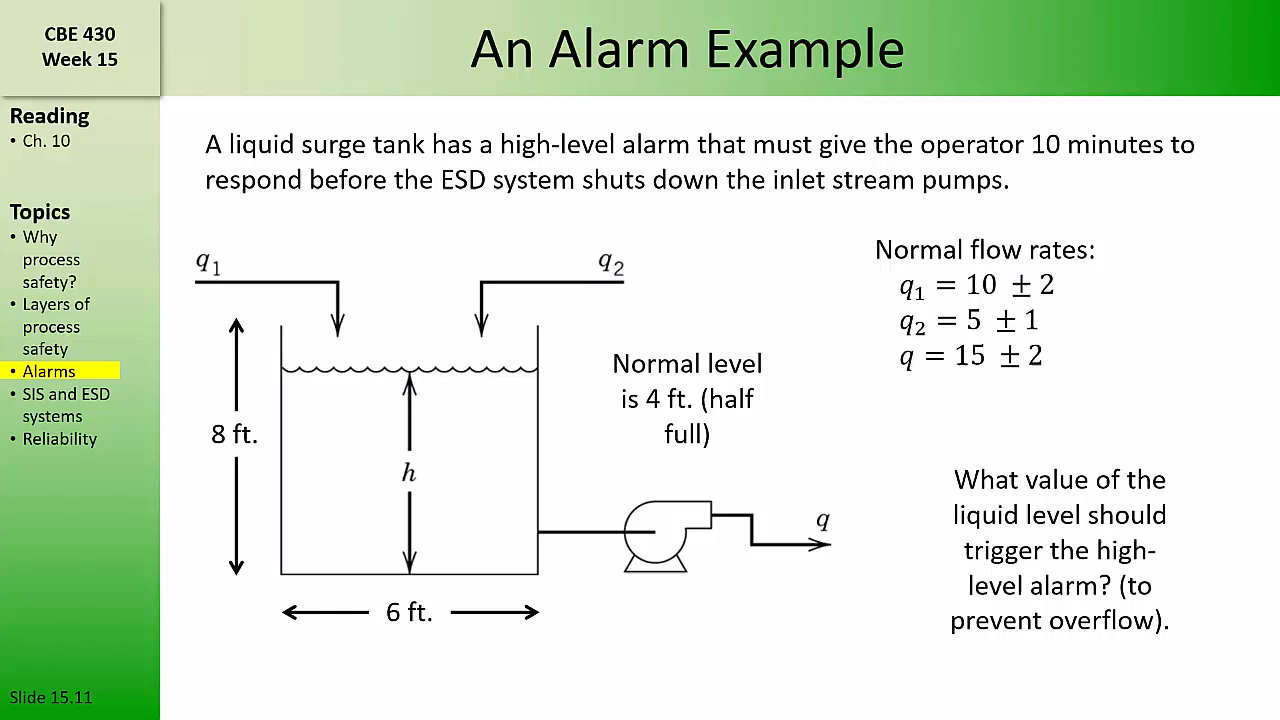 CBE 430
Week 15
An Alarm Example
Reading
• Ch. 10
Topics
• Why
process
safety?
• Layers of
process
safety
• Alarms
• SIS and ESD
systems
• Reliability
Slide 15.11
A liquid surge tank has a high-level alarm that must give the operator 10 minutes to
respond before the ESD system shuts down the inlet stream pumps.
q₁
q₂
8 ft.
h
6 ft.
Normal level
is 4 ft. (half
full)
q
Normal flow rates:
q₁ = 10 ± 2
q₂ = 5 ± 1
q = 15 ± 2
What value of the
liquid level should
trigger the high-
level alarm? (to
prevent overflow).